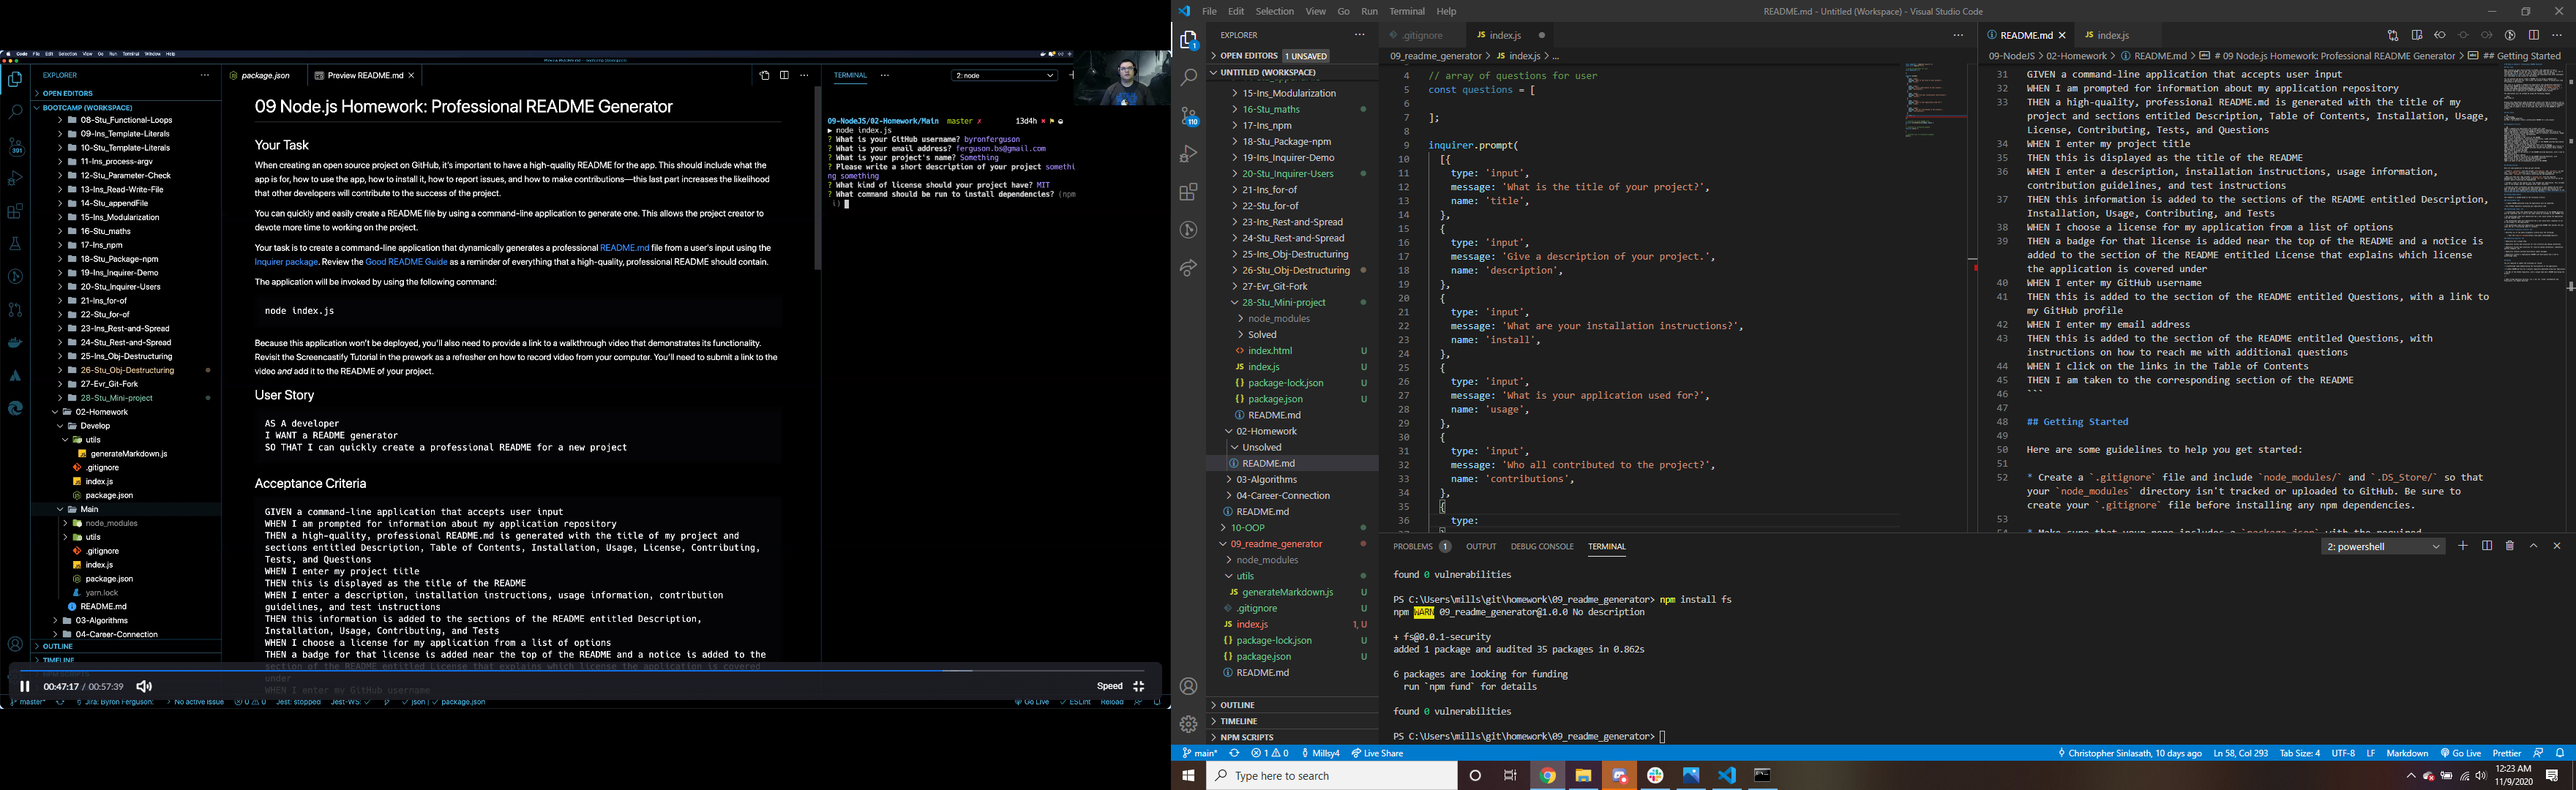 Code File Edit Selection View Go Run Terminal Window Help
EXPLORER
OPEN EDITORS
BOOTCAMP (WORKSPACE)
08-Stu_Functional-Loops
09-Ins_Template-Literals
10-Stu_Template-Literals
11-Ins_process-argv
12-Stu_Parameter-Check
13-Ins_Read-Write-File
14-Stu_appendFile
15-Ins_Modularization
16-Stu_maths
17-Ins_npm
18-Stu_Package-npm
19-Ins_Inquirer-Demo
20-Stu_Inquirer-Users
21-Ins_for-of
22-Stu_for-of
23-Ins_Rest-and-Spread
24-Stu_Rest-and-Spread
25-Ins_Obj-Destructuring
26-Stu_Obj-Destructuring
27-Evr_Git-Fork
28-Stu_Mini-project
02-Homework
Develop
utils
generateMarkdown.js
.gitignore
index.js
package.json
Main
node_modules
utils
.gitignore
index.js
package.json
yarn.lock
README.md
03-Algorithms
04-Career-Connection
OUTLINE
TIMELINE
391
package.json
Preview README.md
09 Node.js Homework: Professional README Generator
Your Task
When creating an open source project on GitHub, it's important to have a high-quality README for the app. This should include what the
app is for, how to use the app, how to install it, how to report issues, and how to make contributions—this last part increases the likelihood
that other developers will contribute to the success of the project.
You can quickly and easily create a README file by using a command-line application to generate one. This allows the project creator to
devote more time to working on the project.
Your task is to create a command-line application that dynamically generates a professional README.md file from a user's input using the
Inquirer package. Review the Good README Guide as a reminder of everything that a high-quality, professional README should contain.
The application will be invoked by using the following command:
node index.js
Because this application won't be deployed, you'll also need to provide a link to a walkthrough video that demonstrates its functionality.
Revisit the Screencastify Tutorial in the prework as a refresher on how to record video from your computer. You'll need to submit a link to the
video and add it to the README of your project.
User Story
AS A developer
I WANT a README generator
SO THAT I can quickly create a professional README for a new project
Acceptance Criteria
GIVEN a command-line application that accepts user input
WHEN I am prompted for information about my application repository
THEN a high-quality, professional README.md is generated with the title of my project and
sections entitled Description, Table of Contents, Installation, Usage, License, Contributing,
Tests, and Questions
WHEN I enter my project title
THEN this is displayed as the title of the README
WHEN I enter a description, installation instructions, usage information, contribution
guidelines, and test instructions
THEN this information is added to the sections of the README entitled Description,
Installation, Usage, Contributing, and Tests
WHEN I choose a license for my application from a list of options
THEN a badge for that license is added near the top of the README and a notice is added to the
section of the README entitled License that explains which license the application is covered
under
WHEN I enter my GitHub username
TERMINAL
2: node
09-NodeJS/02-Homework/Main master ✗ 13d4h
▶ node index.js
? What is your GitHub username? byronferguson
? What is your email address? ferguson.bs@gmail.com
? What is your project's name? Something
? Please write a short description of your project somethi
ng something
? What kind of license should your project have? MIT
? What command should be run to install dependencies? (npm
i)
00:47:17 / 00:57:39
Speed
master* Jira: Byron Ferguson: No active issue 0 0 Jest: stopped Jest-WS: ✓ ✓ json | ✓ package.json Go Live ✓ ESLint Reload
File Edit Selection View Go Run Terminal Help
README.md - Untitled (Workspace) - Visual Studio Code
1
110
EXPLORER
OPEN EDITORS 1 UNSAVED
UNTITLED (WORKSPACE)
15-Ins_Modularization
16-Stu_maths
17-Ins_npm
18-Stu_Package-npm
19-Ins_Inquirer-Demo
20-Stu_Inquirer-Users
21-Ins_for-of
22-Stu_for-of
23-Ins_Rest-and-Spread
24-Stu_Rest-and-Spread
25-Ins_Obj-Destructuring
26-Stu_Obj-Destructuring
27-Evr_Git-Fork
28-Stu_Mini-project
node_modules
Solved
index.html U
index.js U
package-lock.json U
package.json U
README.md
02-Homework
Unsolved
README.md
03-Algorithms
04-Career-Connection
README.md
10-OOP
09_readme_generator
node_modules
utils
generateMarkdown.js U
.gitignore U
index.js 1, U
package-lock.json U
package.json U
README.md
OUTLINE
TIMELINE
NPM SCRIPTS
.gitignore
index.js
09_readme_generator > index.js > ...
4 // array of questions for user
5 const questions = [
6
7 ];
8
9 inquirer.prompt(
10 [{
11 type: 'input',
12 message: 'What is the title of your project?',
13 name: 'title',
14 },
15 {
16 type: 'input',
17 message: 'Give a description of your project.',
18 name: 'description',
19 },
20 {
21 type: 'input',
22 message: 'What are your installation instructions?',
23 name: 'install',
24 },
25 {
26 type: 'input',
27 message: 'What is your application used for?',
28 name: 'usage',
29 },
30 {
31 type: 'input',
32 message: 'Who all contributed to the project?',
33 name: 'contributions',
34 },
35 {
36 type:
README.md
index.js
09-NodeJS > 02-Homework > README.md > # 09 Node.js Homework: Professional README Generator > ## Getting Started
31 GIVEN a command-line application that accepts user input
32 WHEN I am prompted for information about my application repository
33 THEN a high-quality, professional README.md is generated with the title of my
project and sections entitled Description, Table of Contents, Installation, Usage,
License, Contributing, Tests, and Questions
34 WHEN I enter my project title
35 THEN this is displayed as the title of the README
36 WHEN I enter a description, installation instructions, usage information,
contribution guidelines, and test instructions
37 THEN this information is added to the sections of the README entitled Description,
Installation, Usage, Contributing, and Tests
38 WHEN I choose a license for my application from a list of options
39 THEN a badge for that license is added near the top of the README and a notice is
added to the section of the README entitled License that explains which license
the application is covered under
40 WHEN I enter my GitHub username
41 THEN this is added to the section of the README entitled Questions, with a link to
my GitHub profile
42 WHEN I enter my email address
43 THEN this is added to the section of the README entitled Questions, with
instructions on how to reach me with additional questions
44 WHEN I click on the links in the Table of Contents
45 THEN I am taken to the corresponding section of the README
46 ```
47
48 ## Getting Started
49
50 Here are some guidelines to help you get started:
51
52 * Create a `.gitignore` file and include `node_modules/` and `.DS_Store/` so that
your `node_modules` directory isn't tracked or uploaded to GitHub. Be sure to
create your `.gitignore` file before installing any npm dependencies.
53
PROBLEMS 1 OUTPUT DEBUG CONSOLE TERMINAL
2: powershell
found 0 vulnerabilities
PS C:\Users\mills\git\homework\09_readme_generator> npm install fs
npm WARN 09_readme_generator@1.0.0 No description
+ fs@0.0.1-security
added 1 package and audited 35 packages in 0.862s
6 packages are looking for funding
run `npm fund` for details
found 0 vulnerabilities
PS C:\Users\mills\git\homework\09_readme_generator>
main* 1 0 Millsy4 Live Share
Christopher Sinlasath, 10 days ago Ln 58, Col 293 Tab Size: 4 UTF-8 LF Markdown Go Live Prettier
Type here to search
12:23 AM
11/9/2020